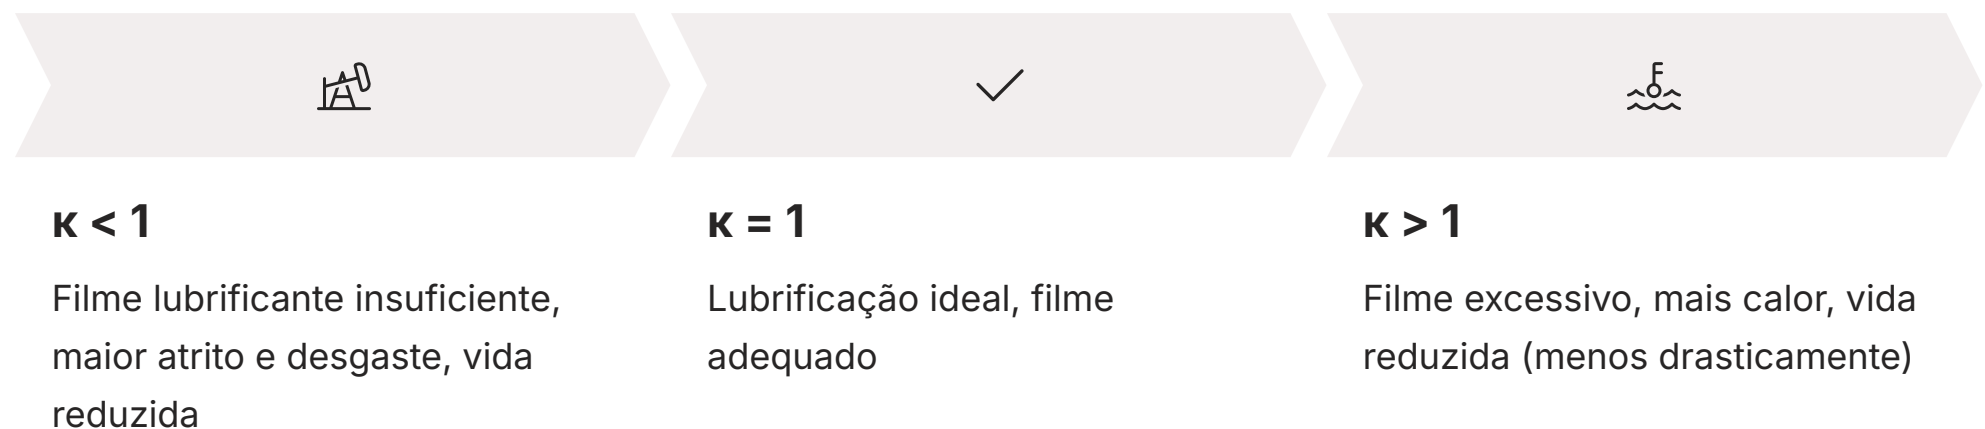 κ < 1
Filme lubrificante insuficiente,
maior atrito e desgaste, vida
reduzida
κ = 1
Lubrificação ideal, filme
adequado
κ > 1
Filme excessivo, mais calor, vida
reduzida (menos drasticamente)